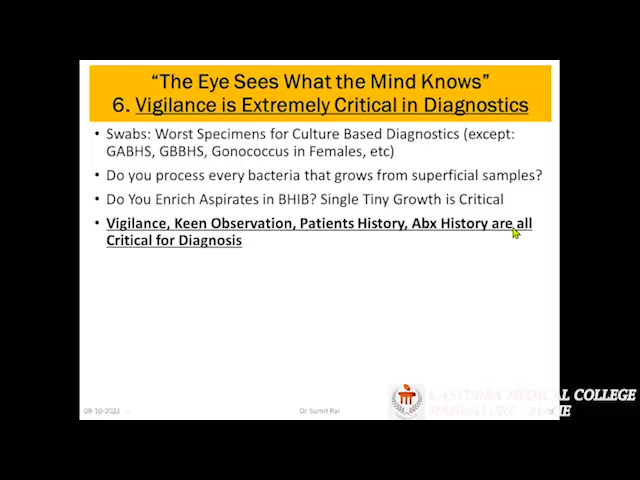 “The Eye Sees What the Mind Knows”
6. Vigilance is Extremely Critical in Diagnostics
• Swabs: Worst Specimens for Culture Based Diagnostics (except:
GABHS, GBBHS, Gonococcus in Females, etc)
• Do you process every bacteria that grows from superficial samples?
• Do You Enrich Aspirates in BHIB? Single Tiny Growth is Critical
• Vigilance, Keen Observation, Patients History, Abx History are all
Critical for Diagnosis
09-10-2021
Dr Sumit Rai
KASTURBA MEDICAL COLLEGE
MANGALORE